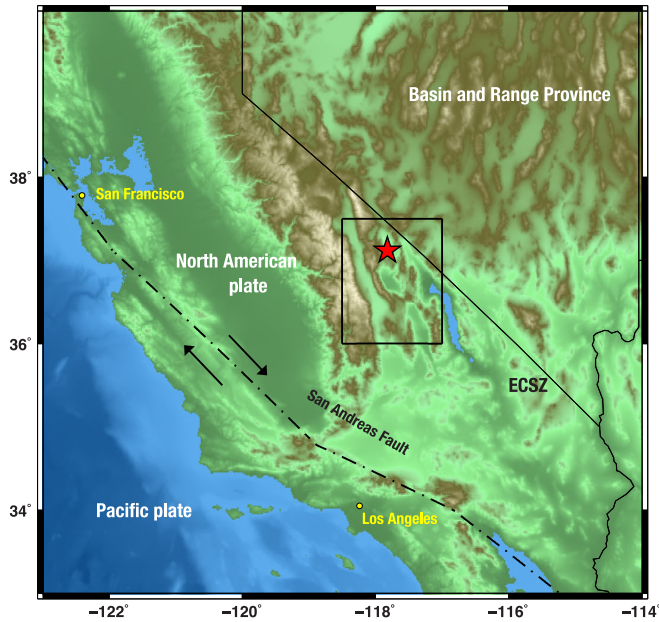 Basin and Range Province
38°
San Francisco
North American
plate
36°
ECSZ
San Andreas Fault
34°
Pacific plate
Los Angeles
−122°
−120°
−118°
−116°
−114°